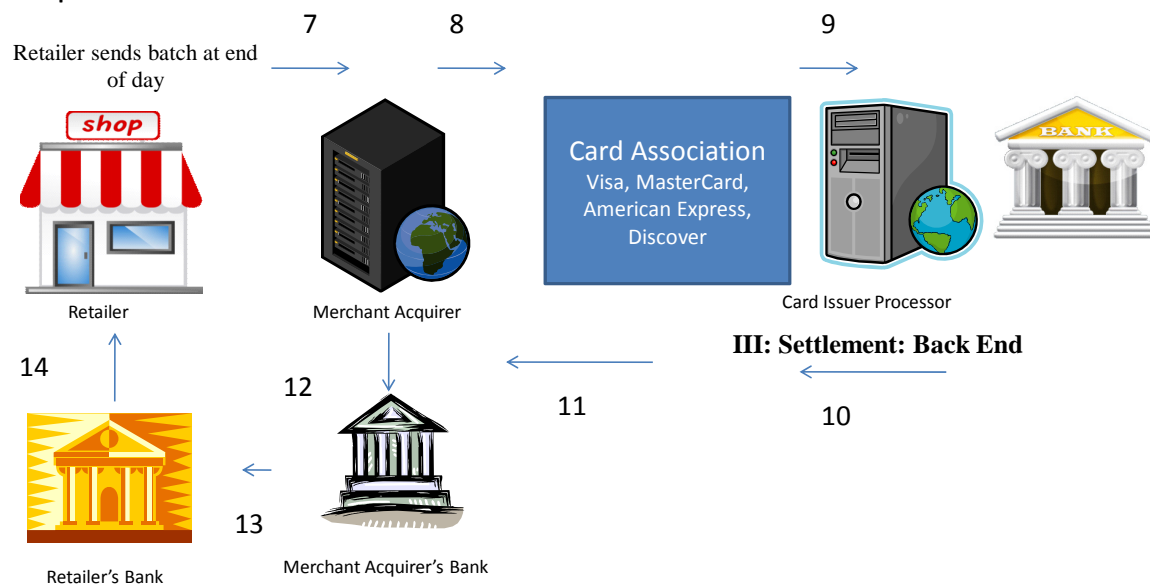 7
8
9
Retailer sends batch at end
of day
shop
Card Association
Visa, MasterCard,
American Express,
Discover
BANK
Retailer
Merchant Acquirer
Card Issuer Processor
III: Settlement: Back End
14
12
11
10
13
Retailer’s Bank
Merchant Acquirer’s Bank